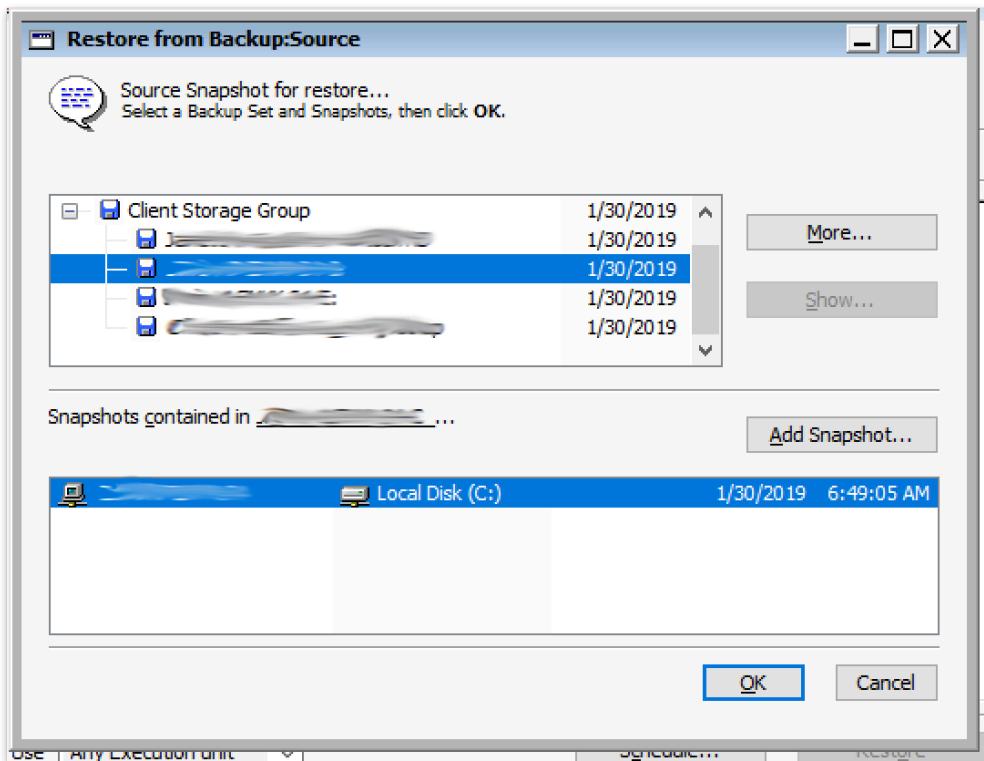 Restore from Backup:Source
Source Snapshot for restore...
Select a Backup Set and Snapshots, then click OK.
Client Storage Group 1/30/2019
1/30/2019
1/30/2019
1/30/2019
1/30/2019
More...
Show...
Snapshots contained in ...
Add Snapshot...
Local Disk (C:) 1/30/2019 6:49:05 AM
OK Cancel
Use Any Execution unit Schedule... Restore